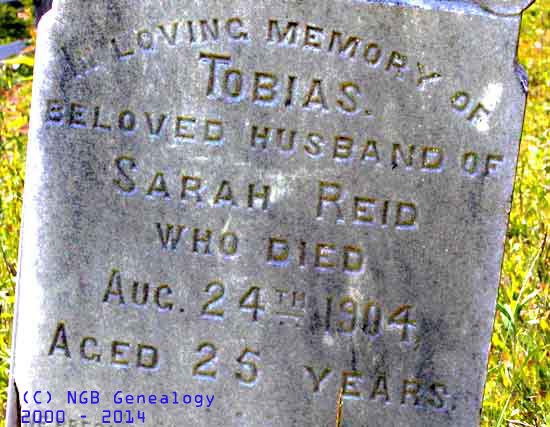 IN LOVING MEMORY OF
TOBIAS.
BELOVED HUSBAND OF
SARAH REID
WHO DIED
AUG. 24TH 1904,
AGED 25 YEARS.
(C) NGB Genealogy
2000 - 2014